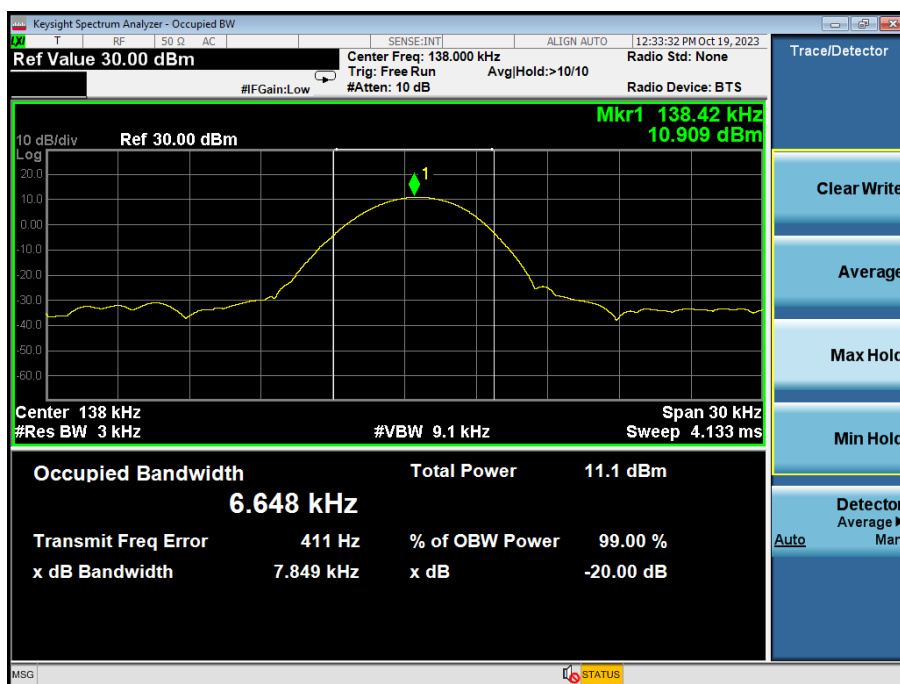 Keysight Spectrum Analyzer - Occupied BW
LXI T RF 50 Ω AC SENSE:INT ALIGN AUTO 12:33:32 PM Oct 19, 2023
Ref Value 30.00 dBm
Center Freq: 138.000 kHz
Radio Std: None
Trig: Free Run
Avg|Hold:>10/10
#IFGain:Low
#Atten: 10 dB
Radio Device: BTS
Mkr1 138.42 kHz
10.909 dBm
10 dB/div Ref 30.00 dBm
Log
1
20.0
10.0
0.00
-10.0
-20.0
-30.0
-40.0
-50.0
-60.0
Center 138 kHz Span 30 kHz
#Res BW 3 kHz #VBW 9.1 kHz Sweep 4.133 ms
Occupied Bandwidth Total Power 11.1 dBm
6.648 kHz
Transmit Freq Error 411 Hz % of OBW Power 99.00 %
x dB Bandwidth 7.849 kHz x dB -20.00 dB
Trace/Detector
Clear Write
Average
Max Hold
Min Hold
Detector
Average
Auto Man
MSG STATUS